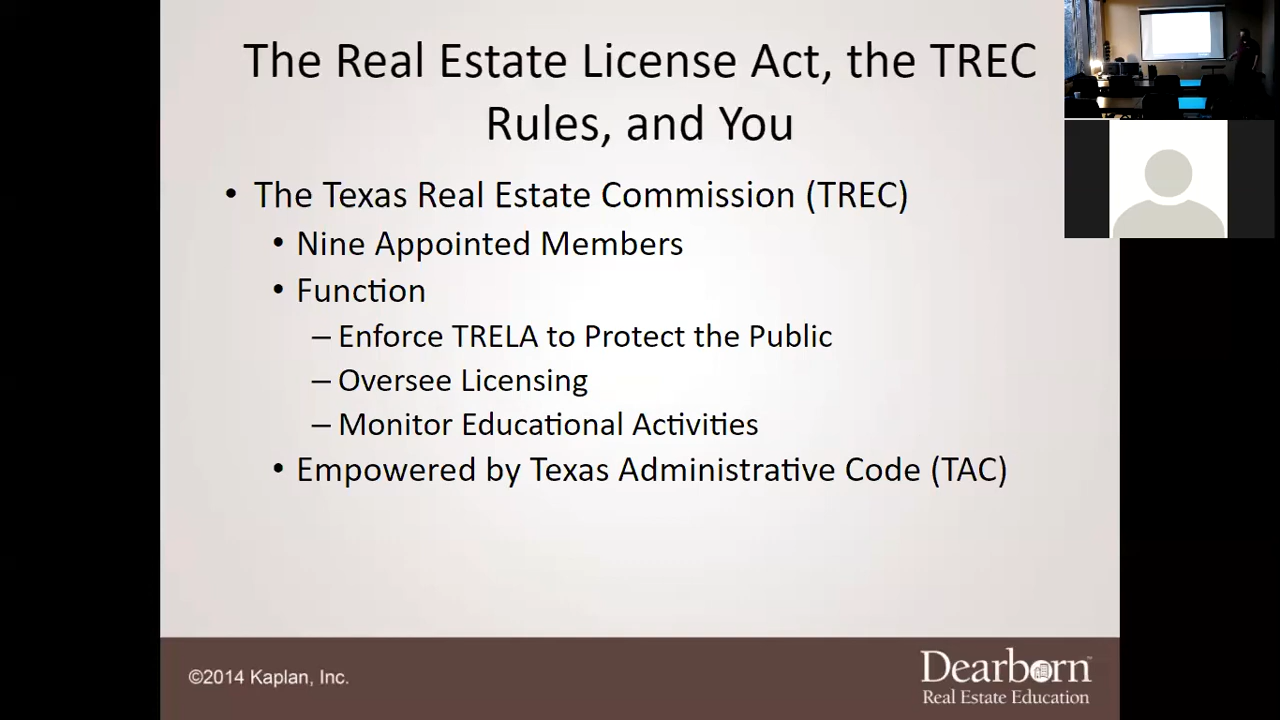 The Real Estate License Act, the TREC
Rules, and You
• The Texas Real Estate Commission (TREC)
• Nine Appointed Members
• Function
– Enforce TRELA to Protect the Public
– Oversee Licensing
– Monitor Educational Activities
• Empowered by Texas Administrative Code (TAC)
©2014 Kaplan, Inc.
Dearborn™
Real Estate Education